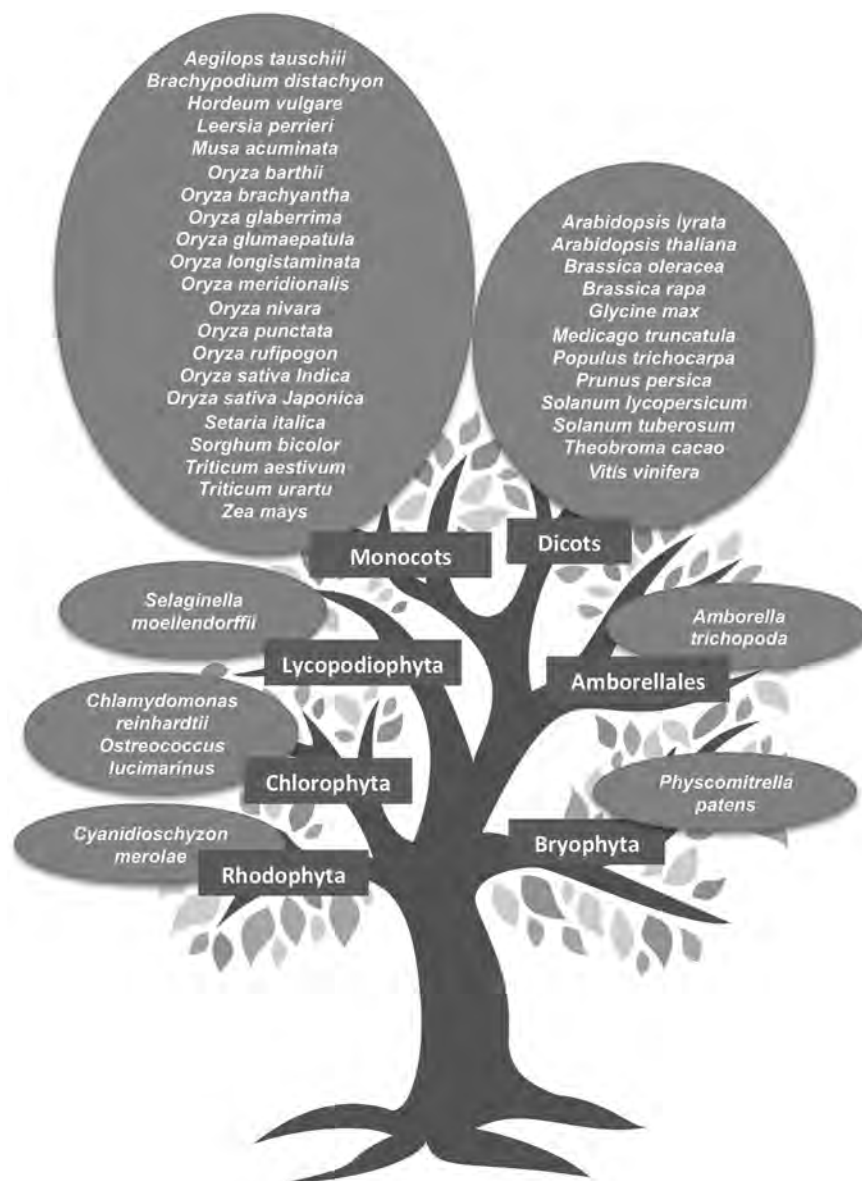 Aegilops tauschii
Brachypodium distachyon
Hordeum vulgare
Leersia perrieri
Musa acuminata
Oryza barthii
Oryza brachyantha
Oryza glaberrima
Oryza glumaepatula
Oryza longistaminata
Oryza meridionalis
Oryza nivara
Oryza punctata
Oryza rufipogon
Oryza sativa Indica
Oryza sativa Japonica
Setaria italica
Sorghum bicolor
Triticum aestivum
Triticum urartu
Zea mays
Arabidopsis lyrata
Arabidopsis thaliana
Brassica oleracea
Brassica rapa
Glycine max
Medicago truncatula
Populus trichocarpa
Prunus persica
Solanum lycopersicum
Solanum tuberosum
Theobroma cacao
Vitis vinifera
Monocots
Dicots
Selaginella
moellendorffii
Lycopodiophyta
Amborella
trichopoda
Amborellales
Chlamydomonas
reinhardtii
Ostreococcus
lucimarinus
Chlorophyta
Physcomitrella
patens
Bryophyta
Cyanidioschyzon
merolae
Rhodophyta